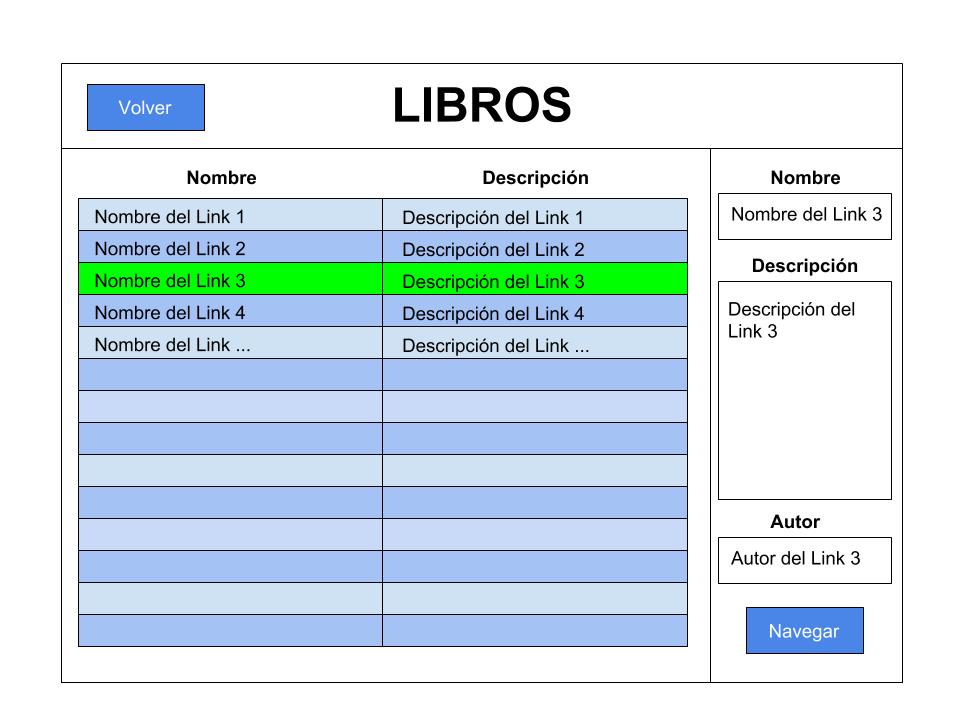 Volver
LIBROS
Nombre
Descripción
Nombre del Link 1
Descripción del Link 1
Nombre del Link 2
Descripción del Link 2
Nombre del Link 3
Descripción del Link 3
Nombre del Link 4
Descripción del Link 4
Nombre del Link ...
Descripción del Link ...
Nombre
Nombre del Link 3
Descripción
Descripción del
Link 3
Autor
Autor del Link 3
Navegar